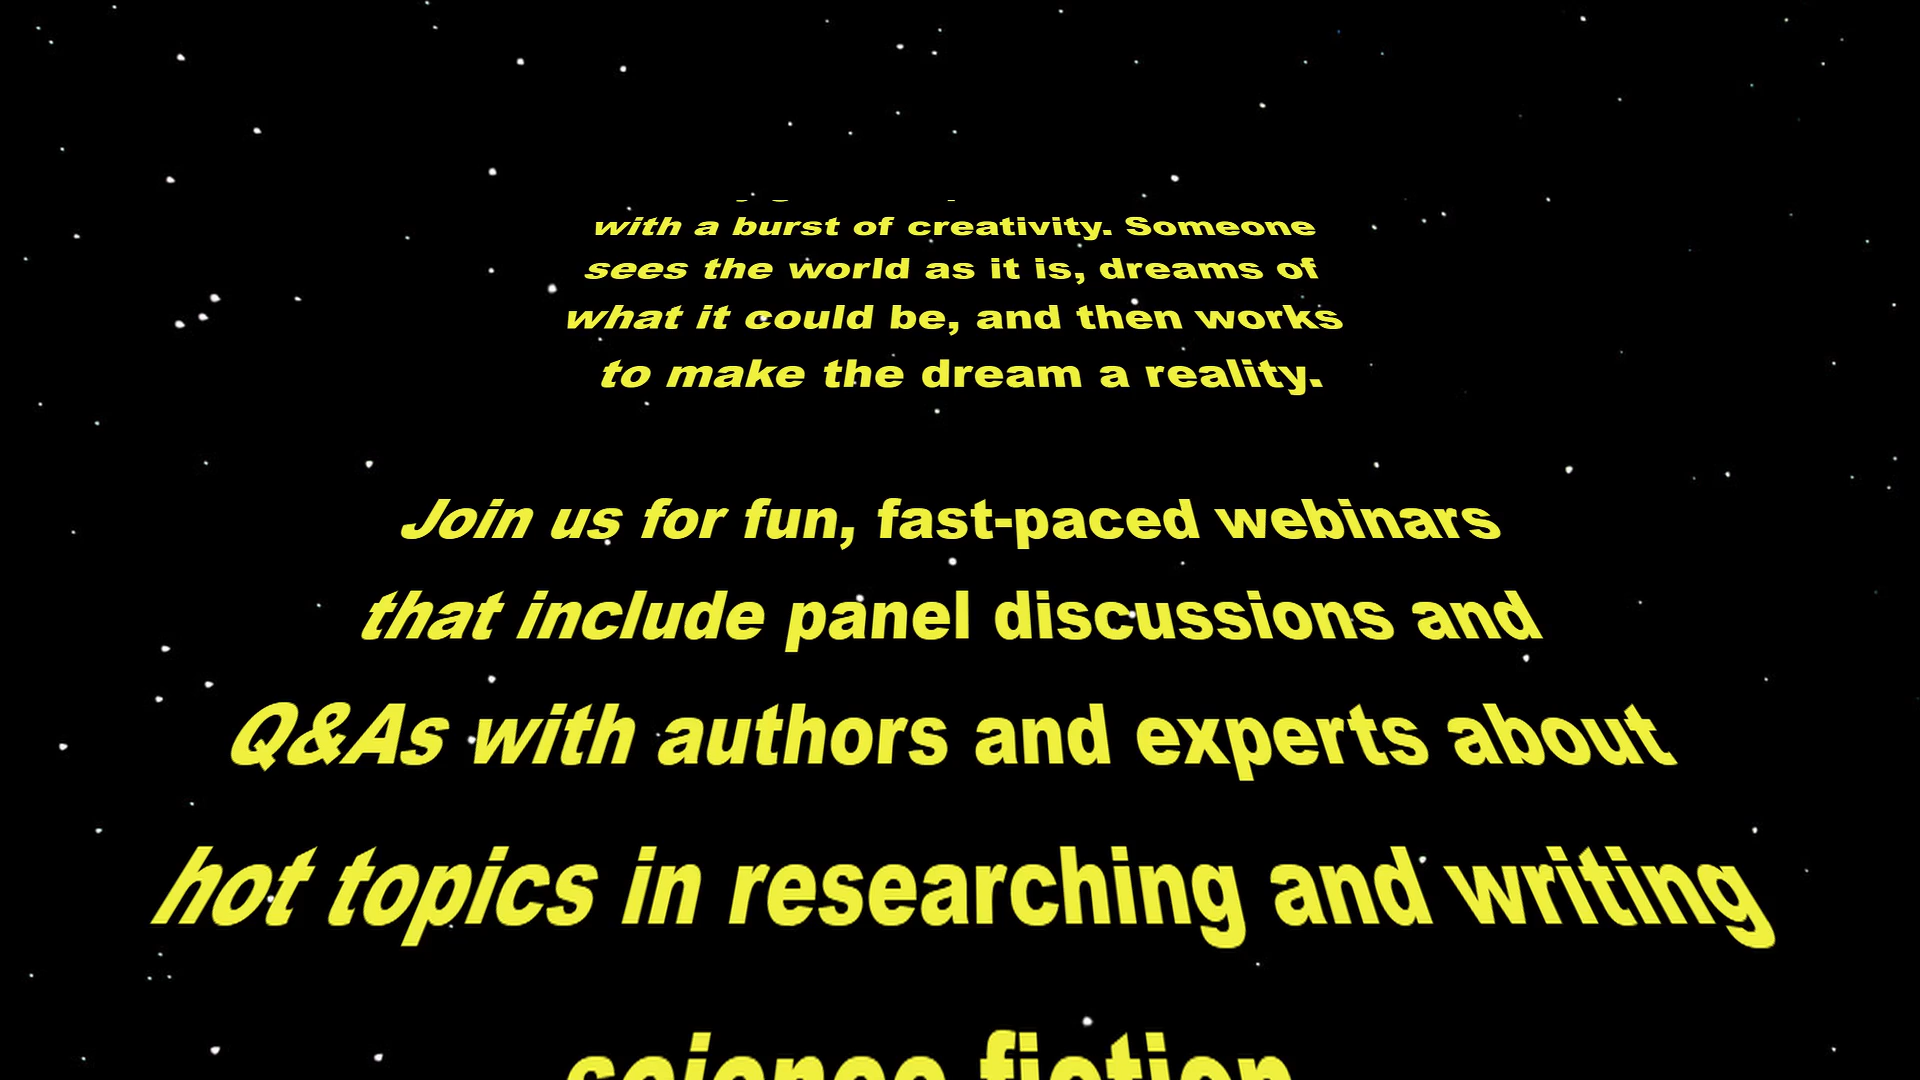 with a burst of creativity. Someone
sees the world as it is, dreams of
what it could be, and then works
to make the dream a reality.
Join us for fun, fast-paced webinars
that include panel discussions and
Q&As with authors and experts about
hot topics in researching and writing
science fiction